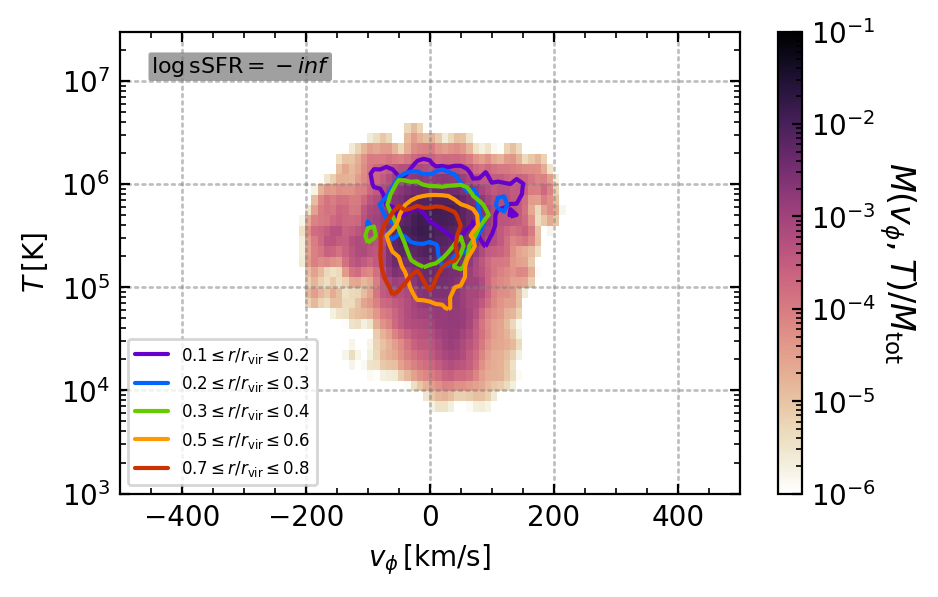 log sSFR = −inf
10⁷
10⁶
10⁵
10⁴
10³
T [K]
0.1 ≤ r/r_vir ≤ 0.2
0.2 ≤ r/r_vir ≤ 0.3
0.3 ≤ r/r_vir ≤ 0.4
0.5 ≤ r/r_vir ≤ 0.6
0.7 ≤ r/r_vir ≤ 0.8
−400 −200 0 200 400
v_ϕ [km/s]
10⁻¹
10⁻²
10⁻³
10⁻⁴
10⁻⁵
10⁻⁶
M(v_ϕ, T)/M_tot